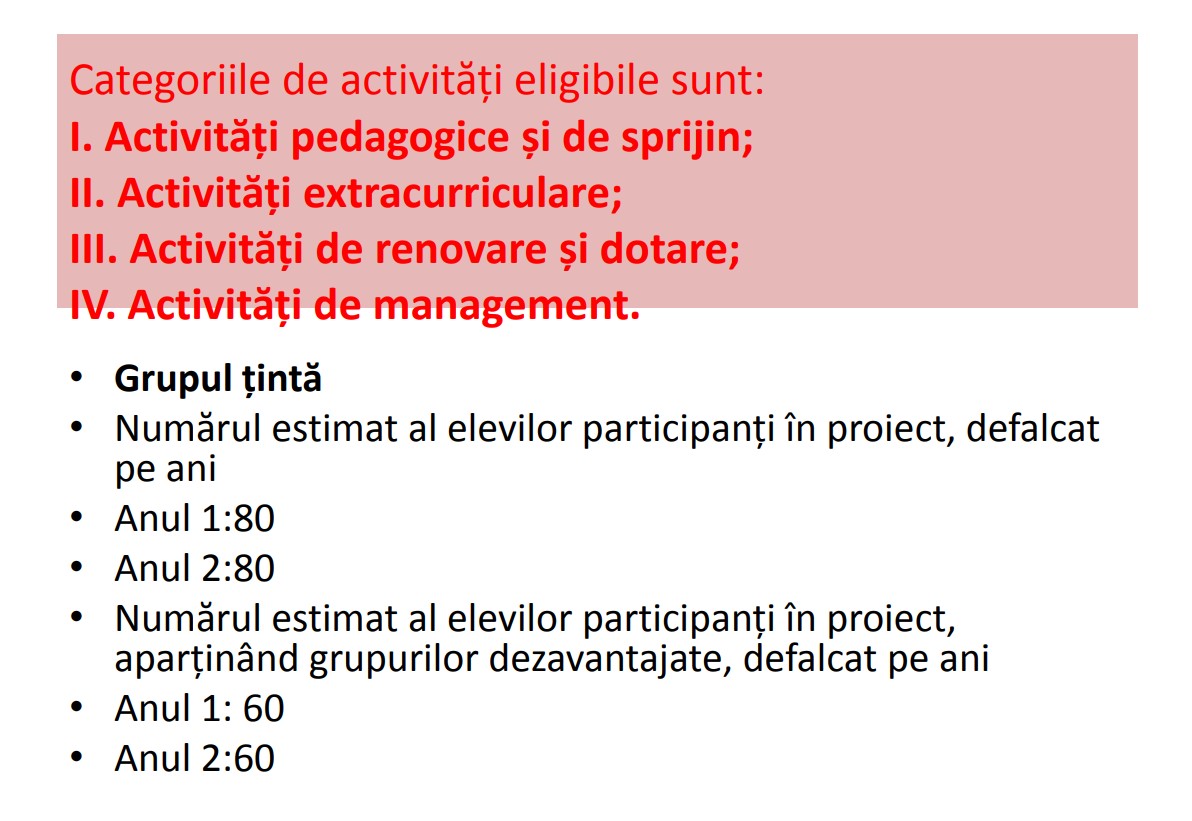 Categoriile de activități eligibile sunt:
I. Activități pedagogice și de sprijin;
II. Activități extracurriculare;
III. Activități de renovare și dotare;
IV. Activități de management.
• Grupul țintă
• Numărul estimat al elevilor participanți în proiect, defalcat
pe ani
• Anul 1:80
• Anul 2:80
• Numărul estimat al elevilor participanți în proiect,
aparținând grupurilor dezavantajate, defalcat pe ani
• Anul 1: 60
• Anul 2:60